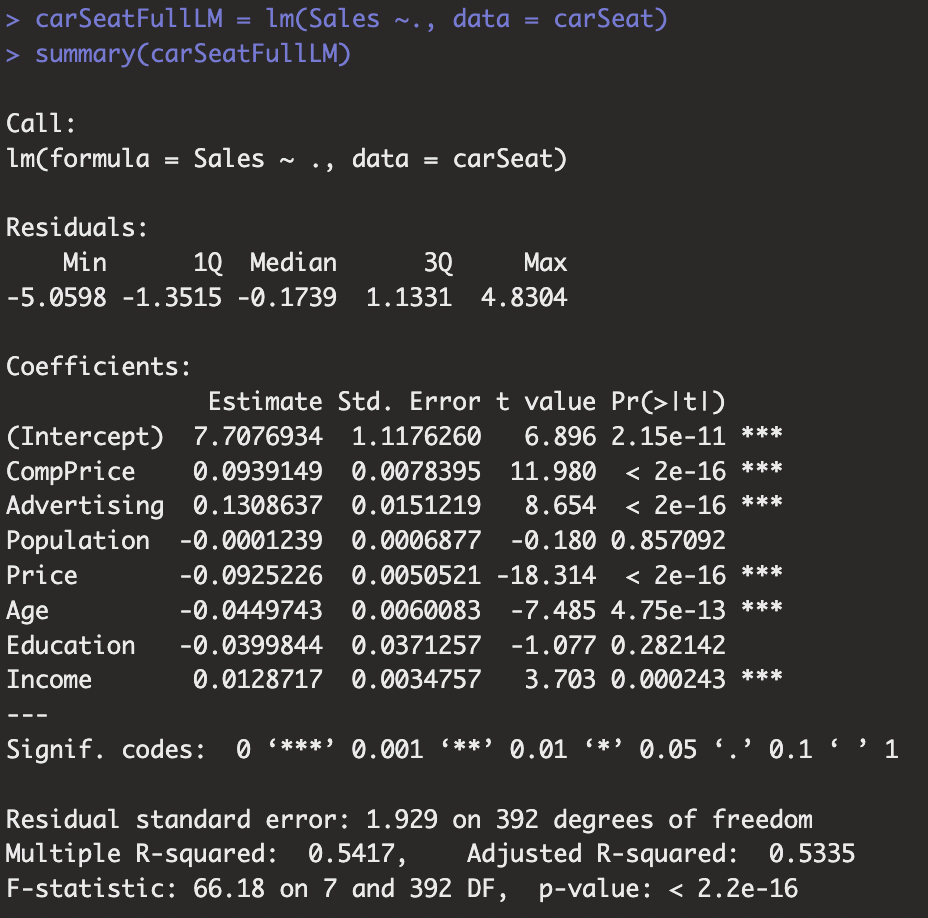 > carSeatFullLM = lm(Sales ~., data = carSeat)
> summary(carSeatFullLM)

Call:
lm(formula = Sales ~ ., data = carSeat)

Residuals:
    Min      1Q  Median      3Q     Max
-5.0598 -1.3515 -0.1739  1.1331  4.8304

Coefficients:
              Estimate Std. Error t value Pr(>|t|)
(Intercept)  7.7076934  1.1176260   6.896 2.15e-11 ***
CompPrice    0.0939149  0.0078395  11.980  < 2e-16 ***
Advertising  0.1308637  0.0151219   8.654  < 2e-16 ***
Population  -0.0001239  0.0006877  -0.180 0.857092
Price       -0.0925226  0.0050521 -18.314  < 2e-16 ***
Age         -0.0449743  0.0060083  -7.485 4.75e-13 ***
Education   -0.0399844  0.0371257  -1.077 0.282142
Income       0.0128717  0.0034757   3.703 0.000243 ***
---
Signif. codes:  0 ‘***’ 0.001 ‘**’ 0.01 ‘*’ 0.05 ‘.’ 0.1 ‘ ’ 1

Residual standard error: 1.929 on 392 degrees of freedom
Multiple R-squared:  0.5417,    Adjusted R-squared:  0.5335
F-statistic: 66.18 on 7 and 392 DF,  p-value: < 2.2e-16